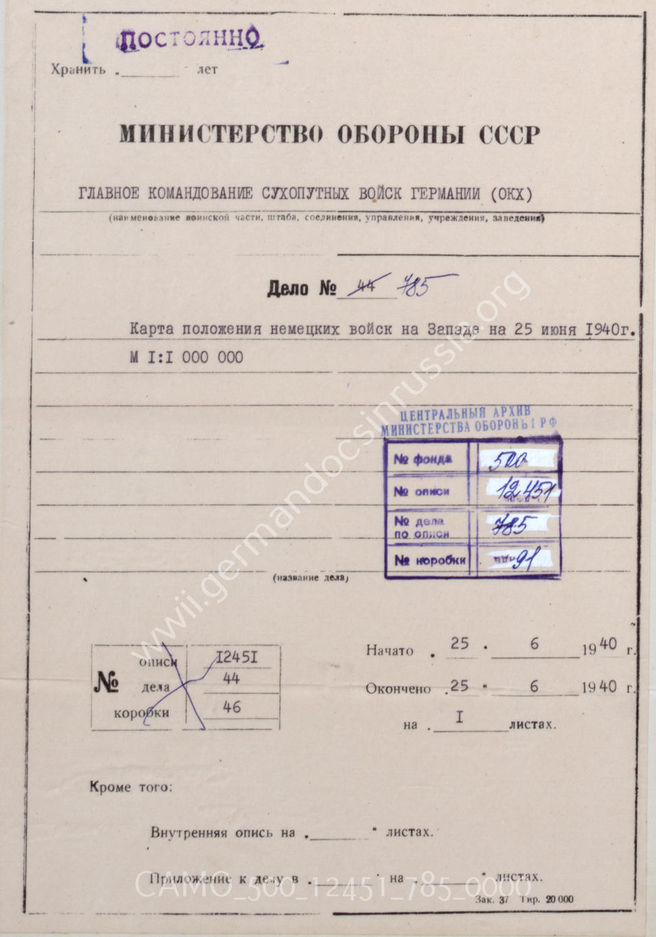 ПОСТОЯННО
Хранить . лет
МИНИСТЕРСТВО ОБОРОНЫ СССР
ГЛАВНОЕ КОМАНДОВАНИЕ СУХОПУТНЫХ ВОЙСК ГЕРМАНИИ (ОКХ)
(наименование воинской части, штаба, соединения, управления, учреждения, заведения)
Дело № 44 785
Карта положения немецких войск на Западе на 25 июня I940г.
М I:I 000 000
ЦЕНТРАЛЬНЫЙ АРХИВ
МИНИСТЕРСТВА ОБОРОНЫ РФ
№ фонда 500
№ описи 12451
№ дела по описи 785
№ коробки 91
(название дела)
www.germandocsinrussia.org
№
описи I245I
дела 44
коробки 46
Начато . 25 . 6 1940 г.
Окончено . 25 " 6 1940 г.
на . I листах.
Кроме того:
Внутренняя опись на . листах.
Приложение к делу в . на . листах.
CAMO_500_12451_785_0000
Зак. 37 Тир. 20 000